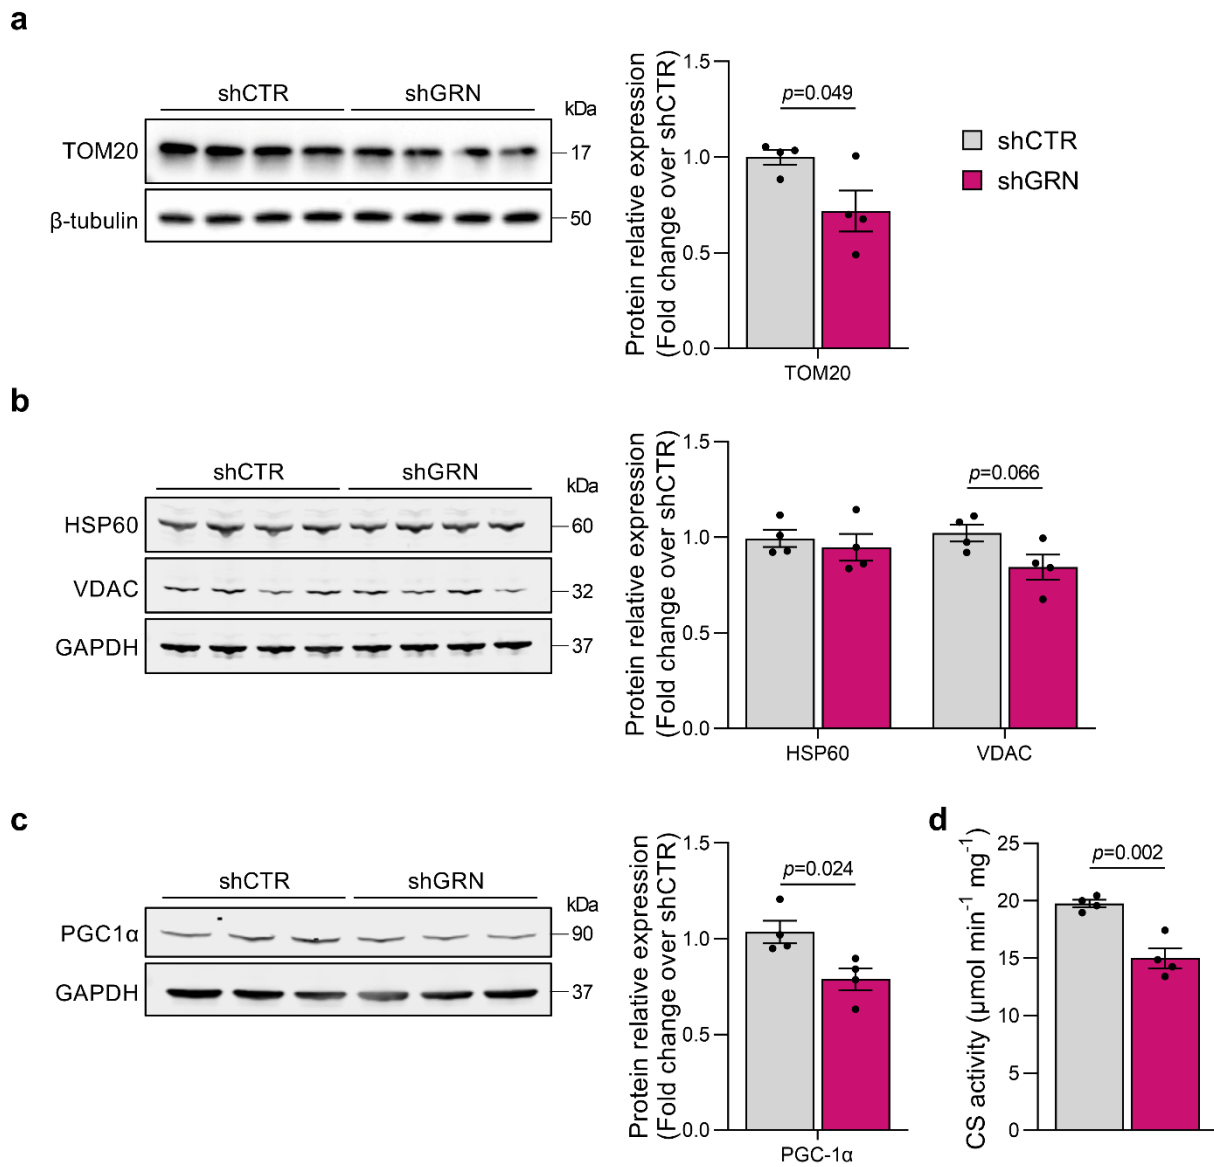 a
shCTR shGRN
kDa
TOM20
17
β-tubulin
50
Protein relative expression
(Fold change over shCTR)
1.5
1.0
0.5
0.0
p=0.049
TOM20
shCTR
shGRN
b
shCTR shGRN
kDa
HSP60
60
VDAC
32
GAPDH
37
Protein relative expression
(Fold change over shCTR)
1.5
1.0
0.5
0.0
p=0.066
HSP60 VDAC
c
shCTR shGRN
kDa
PGC1α
90
GAPDH
37
Protein relative expression
(Fold change over shCTR)
1.5
1.0
0.5
0.0
p=0.024
PGC-1α
d
CS activity (μmol min⁻¹ mg⁻¹)
25
20
15
10
5
0
p=0.002